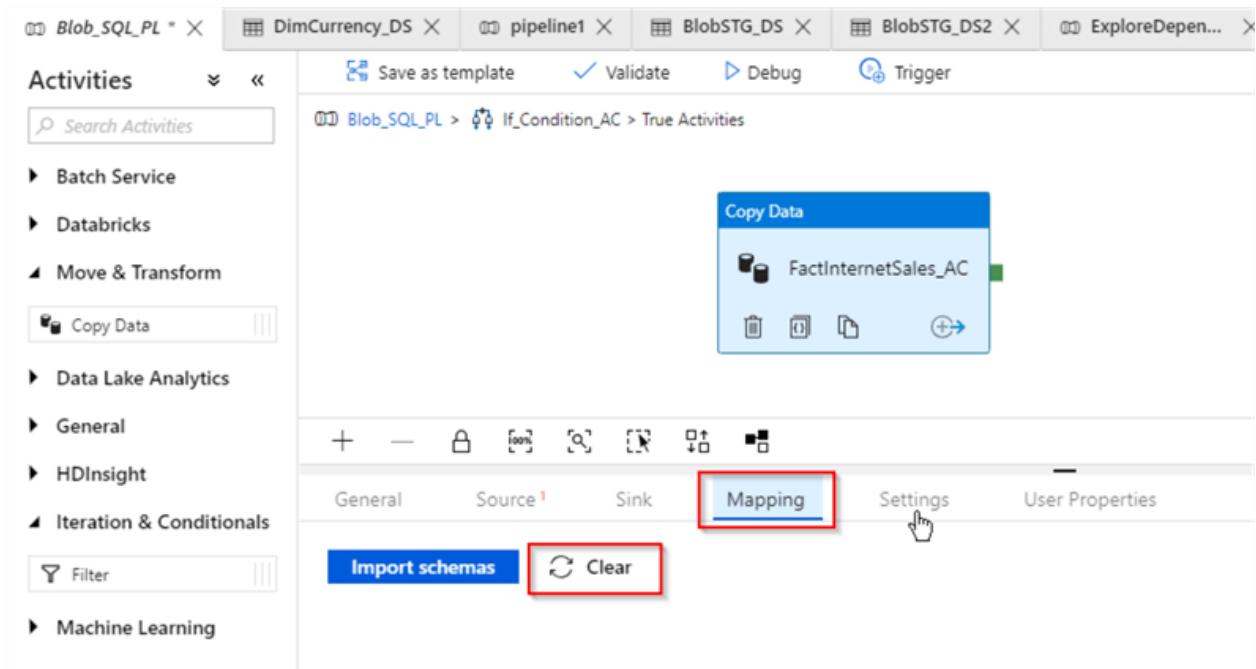 Blob_SQL_PL * DimCurrency_DS pipeline1 BlobSTG_DS BlobSTG_DS2 ExploreDepen...
Activities
Save as template Validate Debug Trigger
Search Activities
Blob_SQL_PL > If_Condition_AC > True Activities
Batch Service
Databricks
Move & Transform
Copy Data
Data Lake Analytics
General
HDInsight
Iteration & Conditionals
Filter
Machine Learning
Copy Data
FactInternetSales_AC
100%
General Source 1 Sink Mapping Settings User Properties
Import schemas Clear